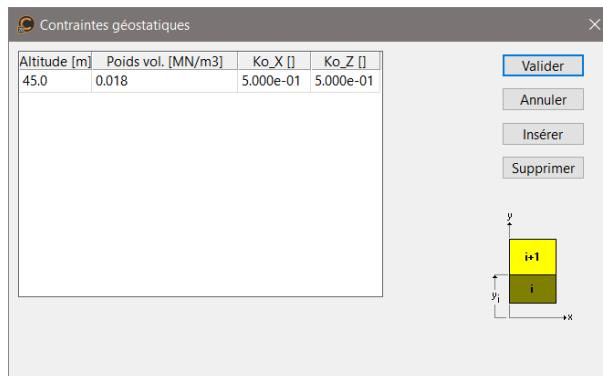 Contraintes géostatiques
Altitude [m] Poids vol. [MN/m3] Ko_X [] Ko_Z []
45.0 0.018 5.000e-01 5.000e-01
Valider
Annuler
Insérer
Supprimer
y
i+1
i
yi
x